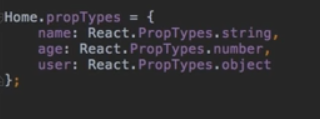 Home.propTypes = {
name: React.PropTypes.string,
age: React.PropTypes.number,
user: React.PropTypes.object
};